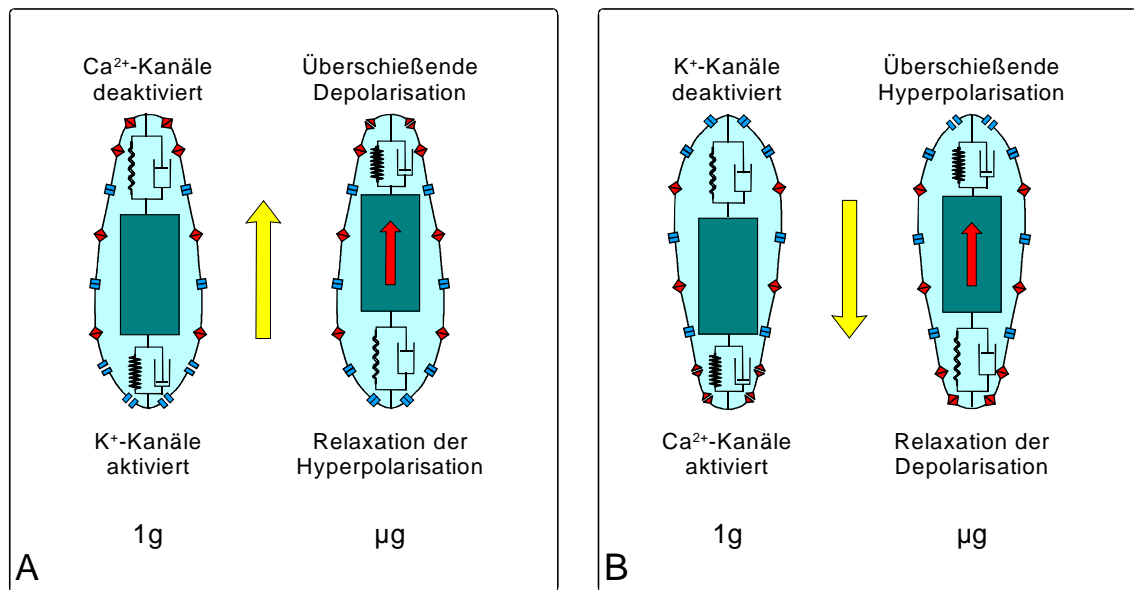 Ca²⁺-Kanäle
deaktiviert
Überschießende
Depolarisation
K⁺-Kanäle
aktiviert
Relaxation der
Hyperpolarisation
1g
µg
A
K⁺-Kanäle
deaktiviert
Überschießende
Hyperpolarisation
Ca²⁺-Kanäle
aktiviert
Relaxation der
Depolarisation
1g
µg
B